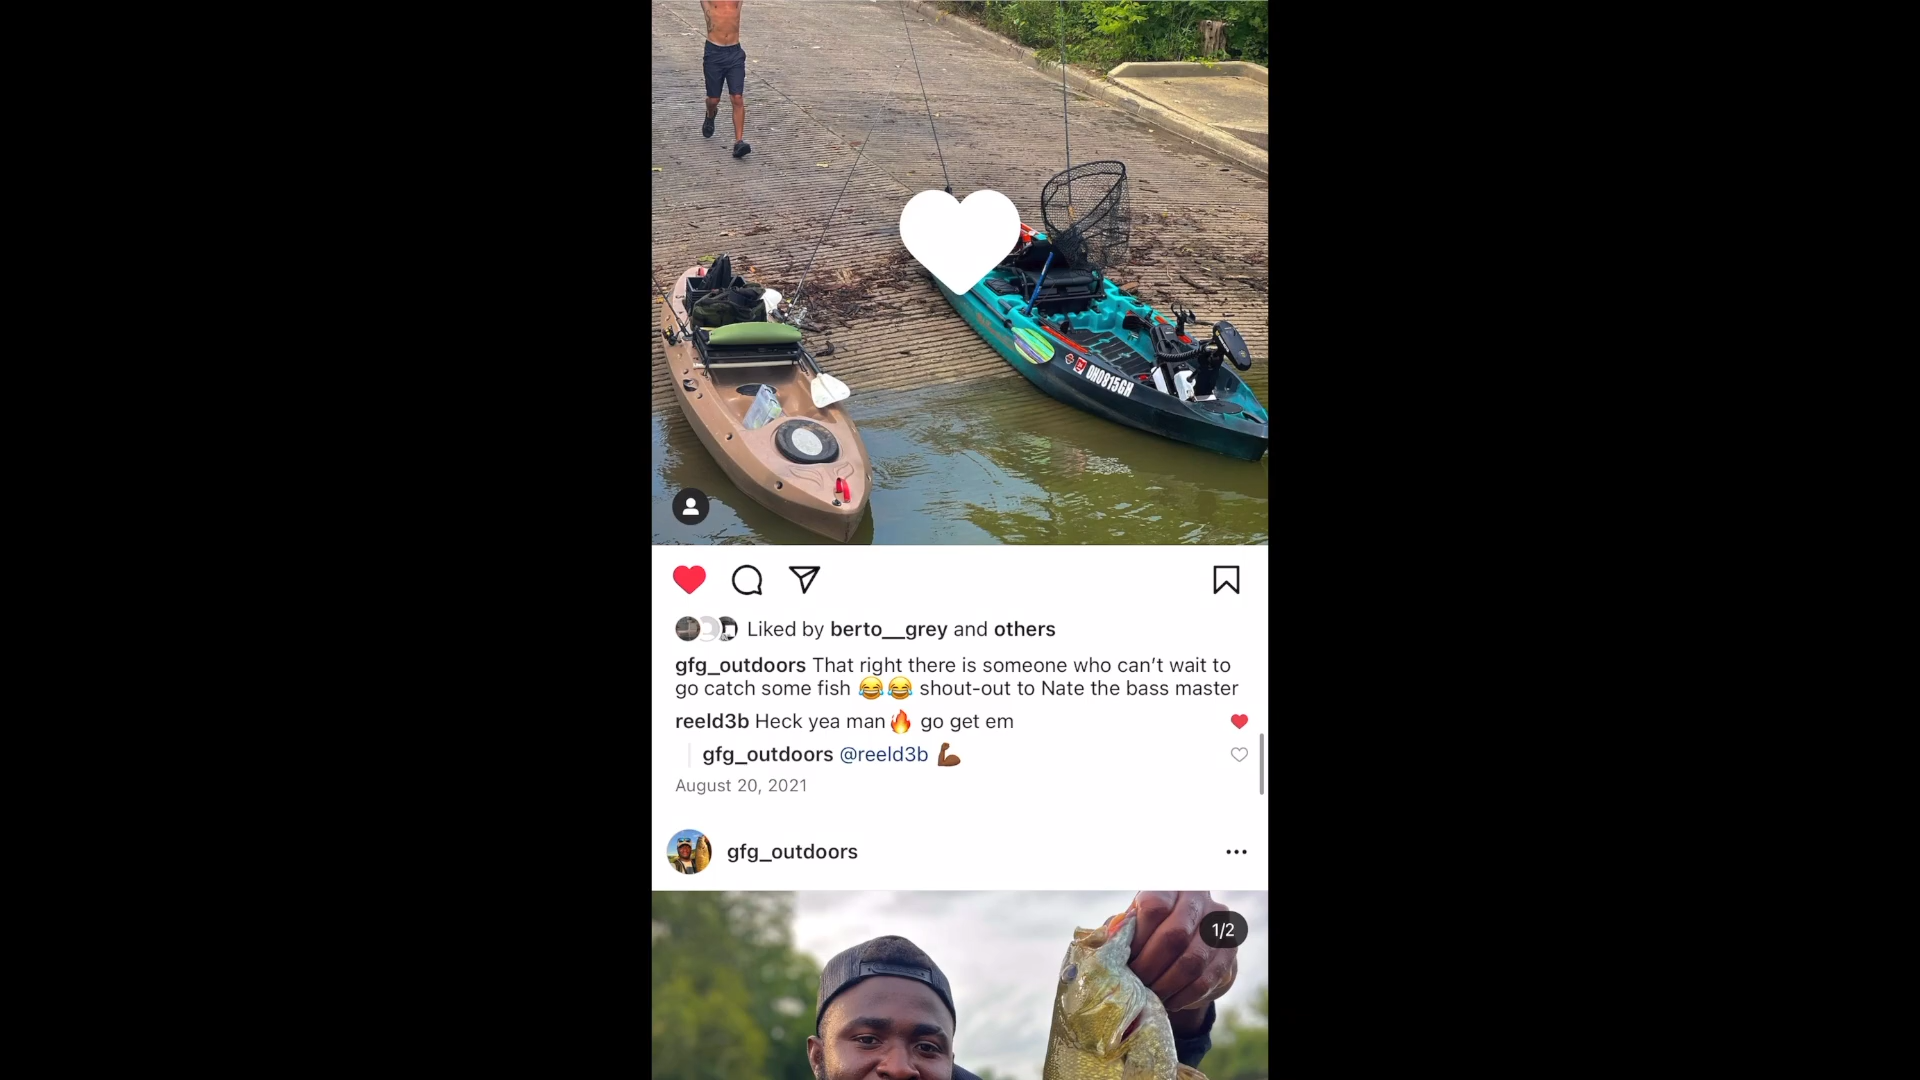 OH0815GH
Liked by berto__grey and others
gfg_outdoors That right there is someone who can’t wait to
go catch some fish 😂😂 shout-out to Nate the bass master
reeld3b Heck yea man🔥 go get em
gfg_outdoors @reeld3b 💪🏾
August 20, 2021
gfg_outdoors
1/2